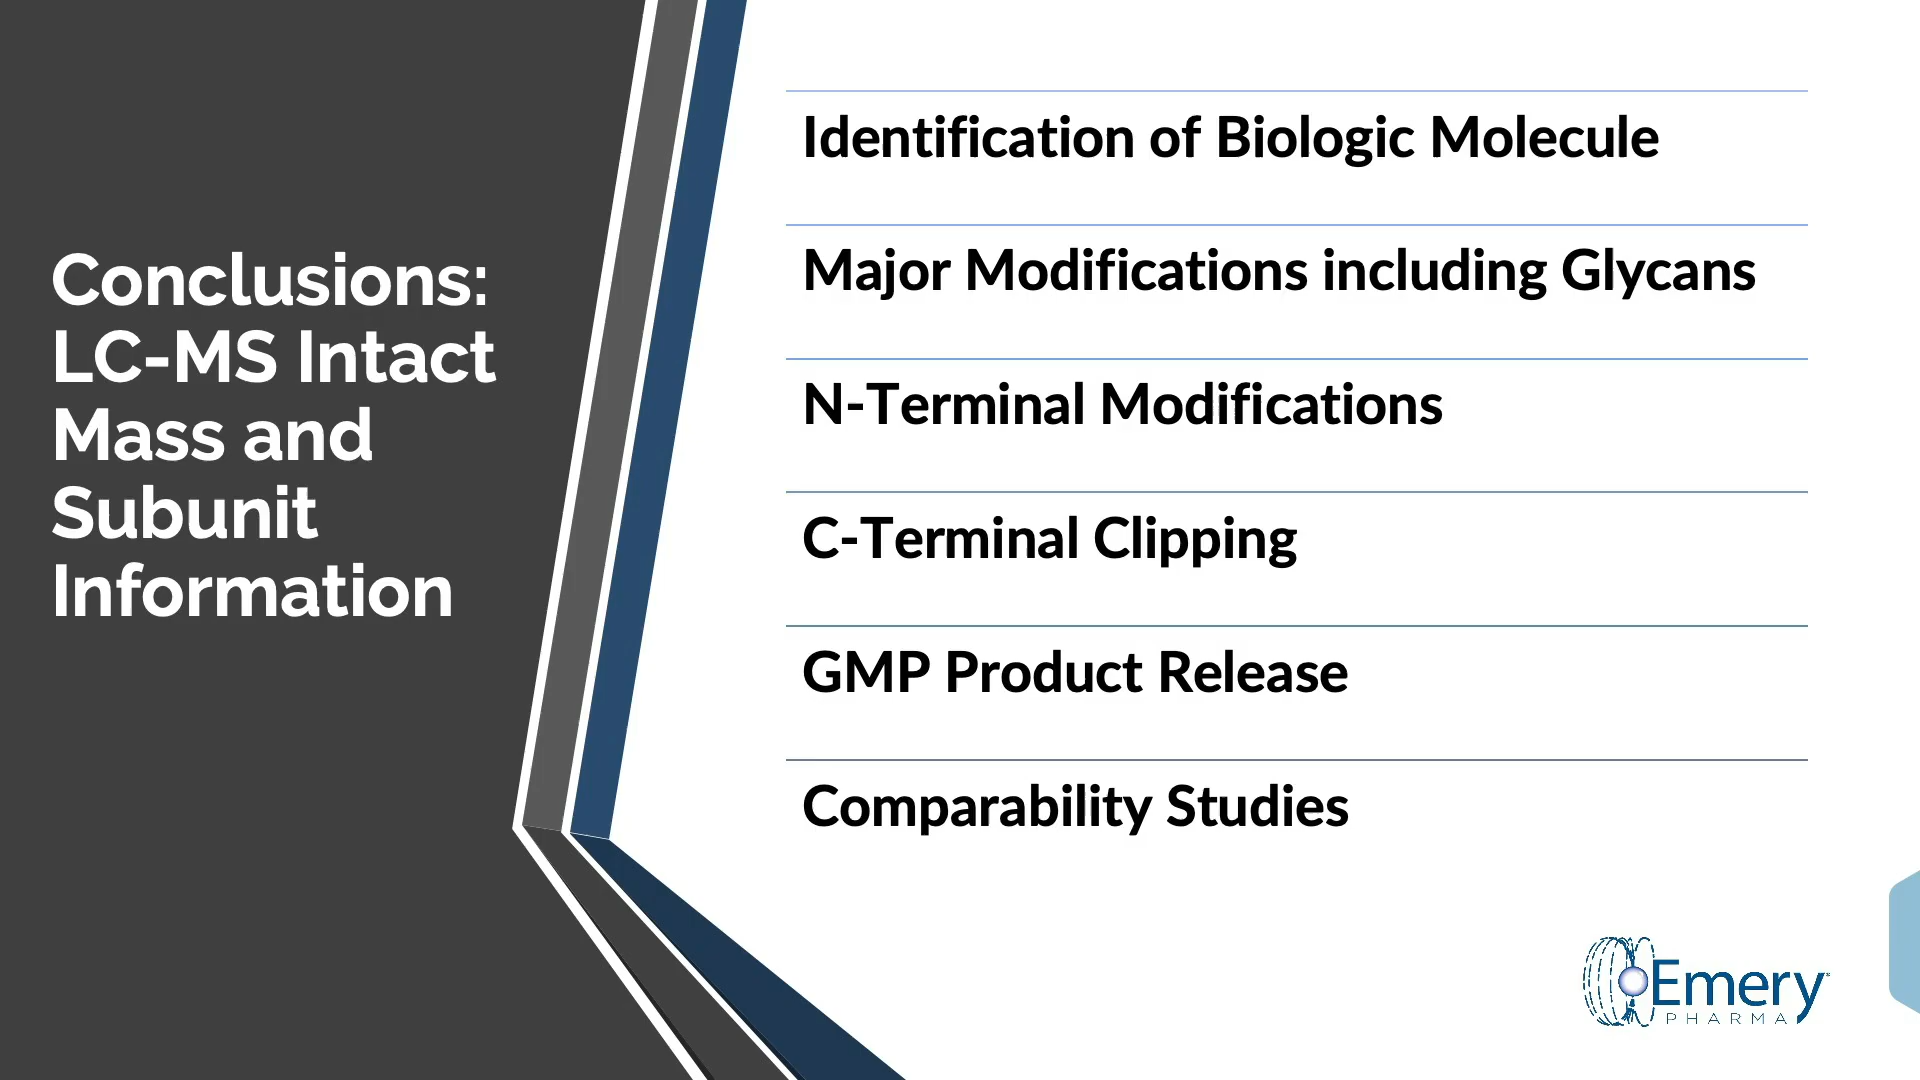 Conclusions:
LC-MS Intact
Mass and
Subunit
Information
Identification of Biologic Molecule
Major Modifications including Glycans
N-Terminal Modifications
C-Terminal Clipping
GMP Product Release
Comparability Studies
Emery
PHARMA